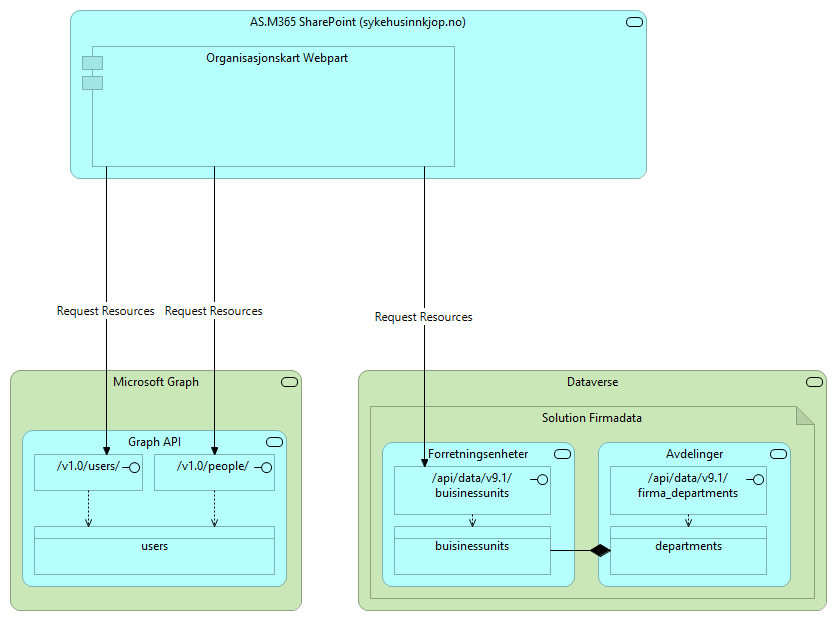 AS.M365 SharePoint (sykehusinnkjop.no)
Organisasjonskart Webpart
Request Resources
Request Resources
Request Resources
Microsoft Graph
Graph API
/v1.0/users/
/v1.0/people/
users
Dataverse
Solution Firmadata
Forretningsenheter
/api/data/v9.1/
buisinessunits
buisinessunits
Avdelinger
/api/data/v9.1/
firma_departments
departments